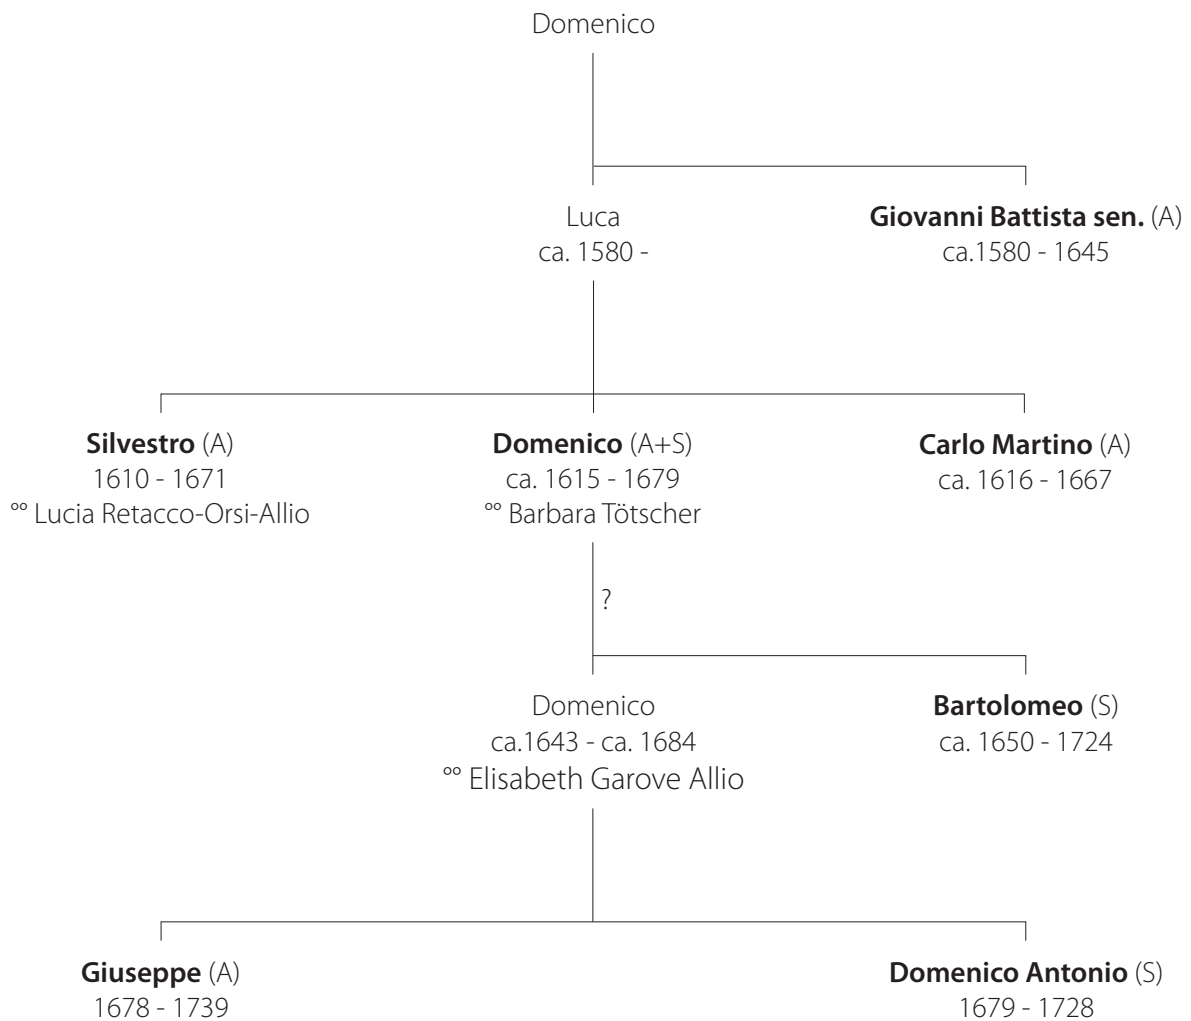 Domenico
Luca
ca. 1580 -
Giovanni Battista sen. (A)
ca.1580 - 1645
Silvestro (A)
1610 - 1671
°° Lucia Retacco-Orsi-Allio
Domenico (A+S)
ca. 1615 - 1679
°° Barbara Tötscher
Carlo Martino (A)
ca. 1616 - 1667
?
Domenico
ca.1643 - ca. 1684
°° Elisabeth Garove Allio
Bartolomeo (S)
ca. 1650 - 1724
Giuseppe (A)
1678 - 1739
Domenico Antonio (S)
1679 - 1728